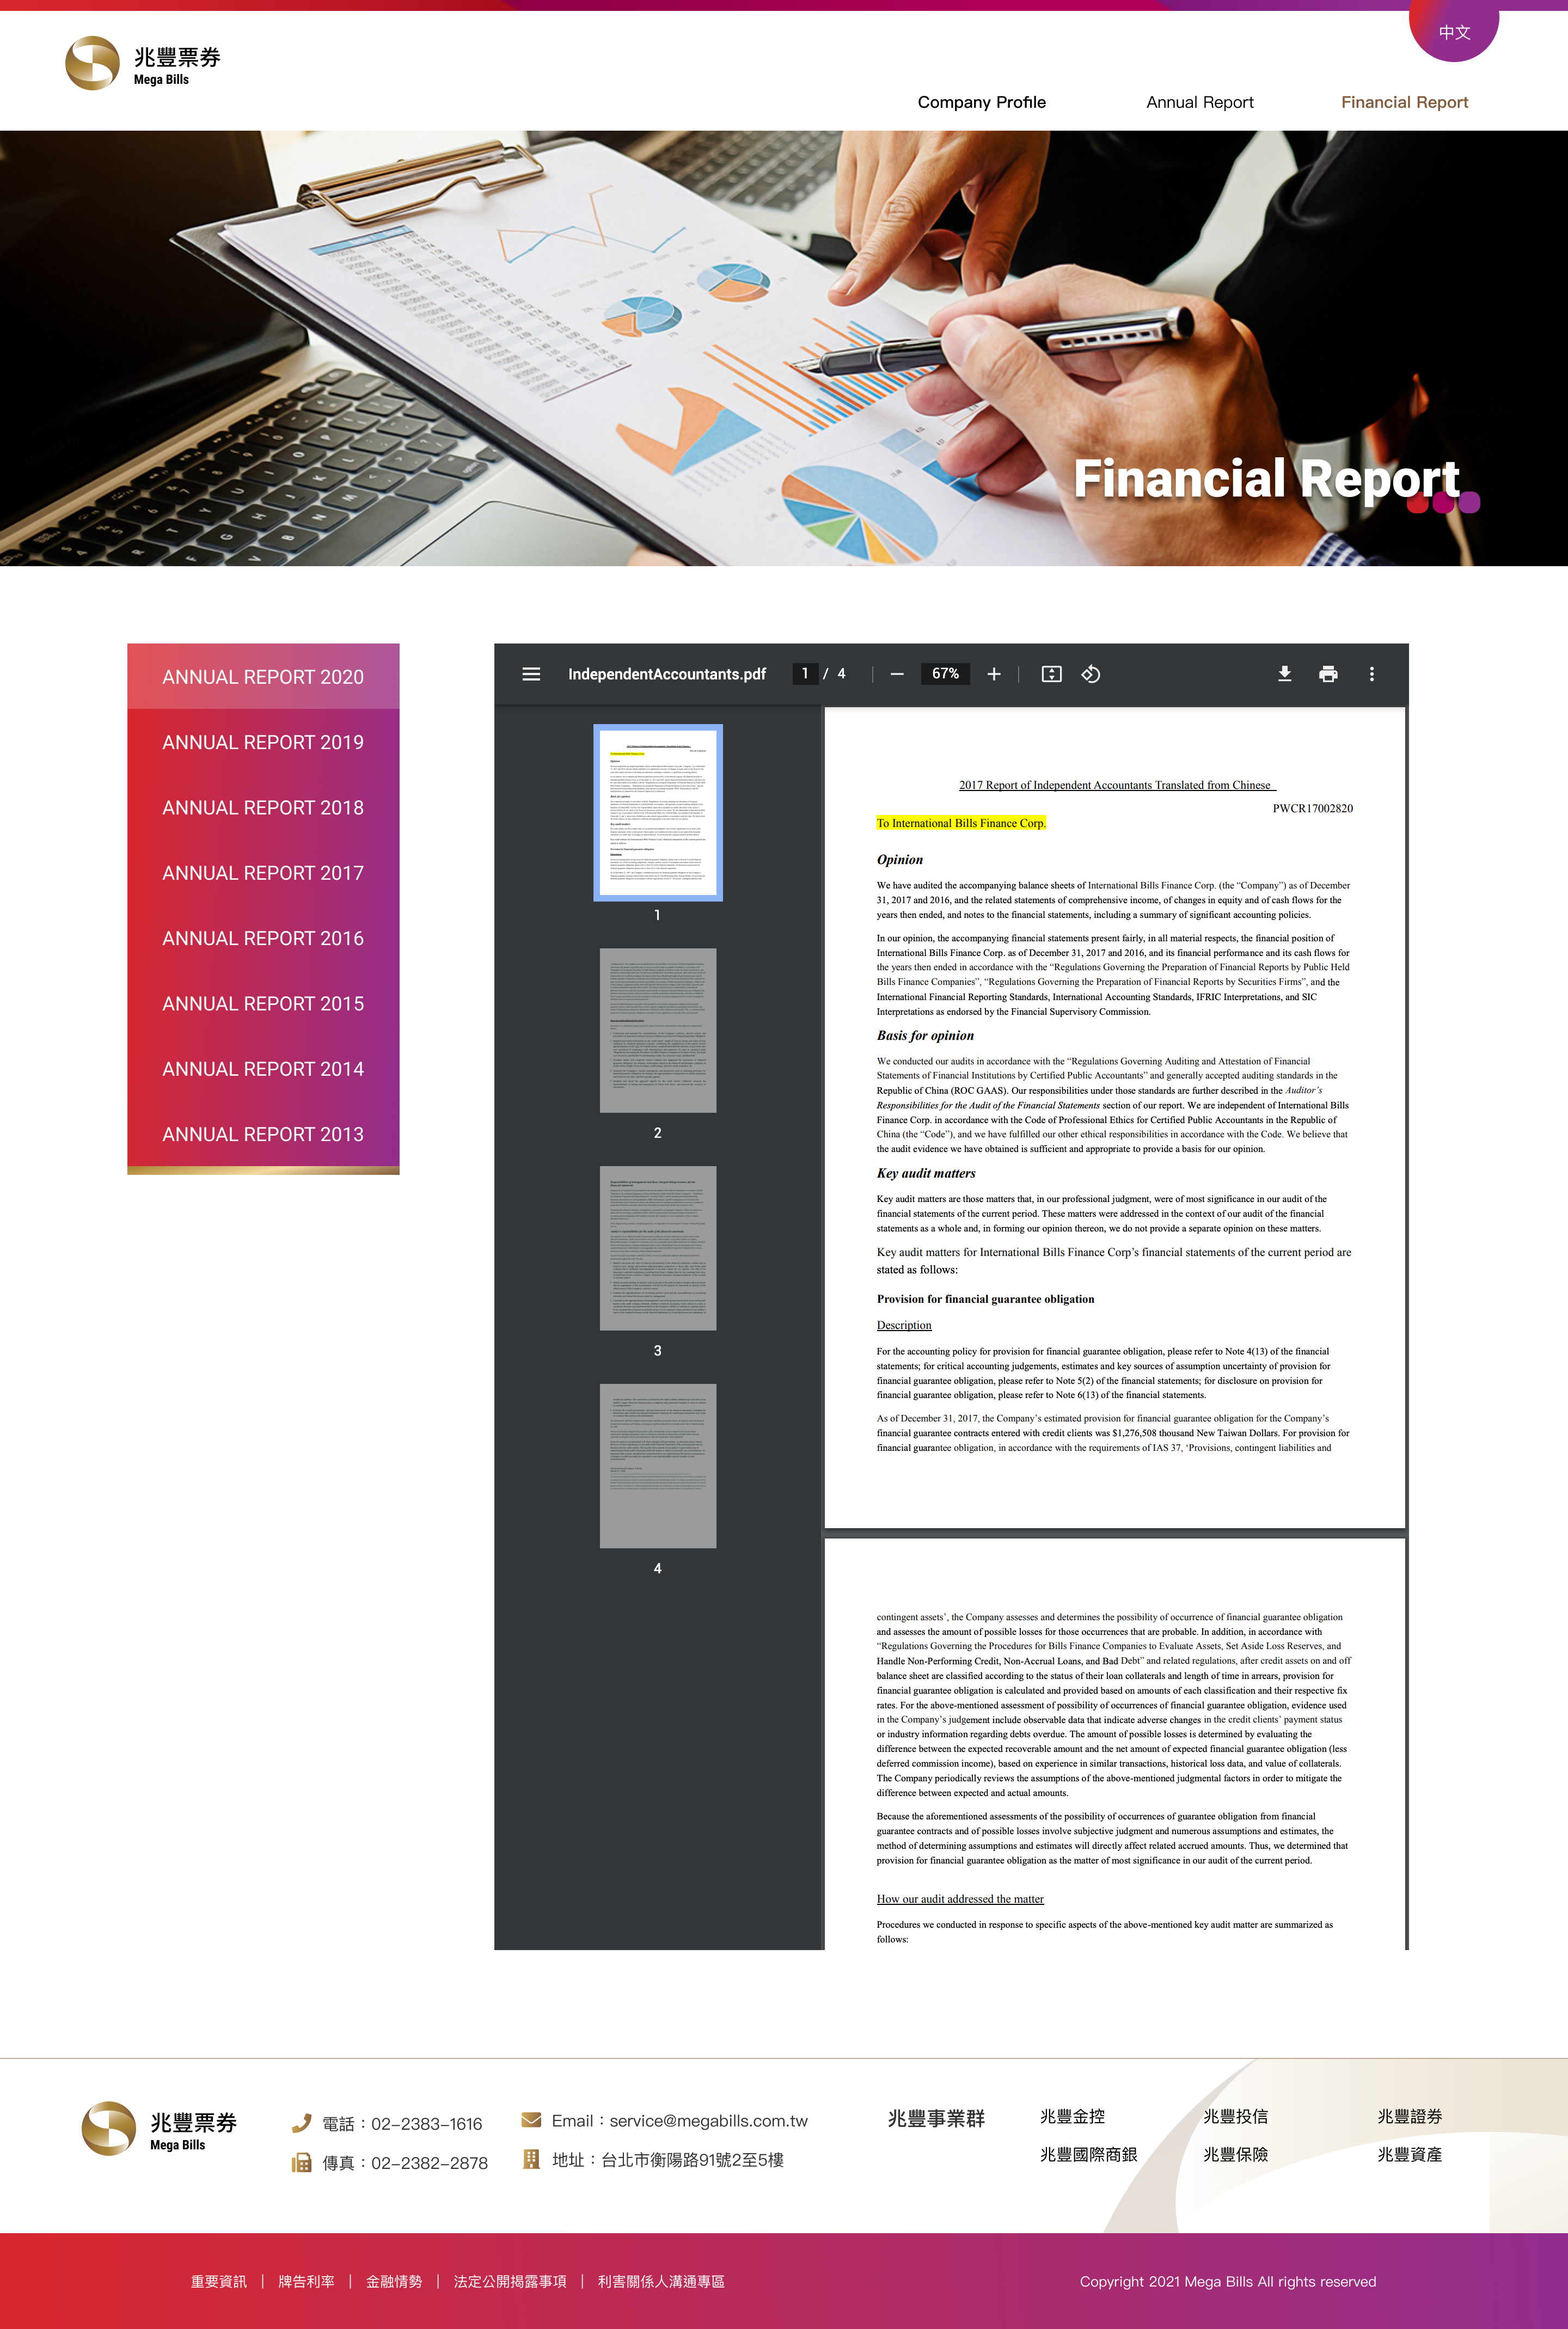 中文
兆豐票券
Mega Bills
Company Profile
Annual Report
Financial Report
Financial Report
ANNUAL REPORT 2020
ANNUAL REPORT 2019
ANNUAL REPORT 2018
ANNUAL REPORT 2017
ANNUAL REPORT 2016
ANNUAL REPORT 2015
ANNUAL REPORT 2014
ANNUAL REPORT 2013
IndependentAccountants.pdf 1 / 4 67%
1
2
3
4
2017 Report of Independent Accountants Translated from Chinese
PWCR17002820
To International Bills Finance Corp.
Opinion
We have audited the accompanying balance sheets of International Bills Finance Corp. (the “Company”) as of December
31, 2017 and 2016, and the related statements of comprehensive income, of changes in equity and of cash flows for the
years then ended, and notes to the financial statements, including a summary of significant accounting policies.
In our opinion, the accompanying financial statements present fairly, in all material respects, the financial position of
International Bills Finance Corp. as of December 31, 2017 and 2016, and its financial performance and its cash flows for
the years then ended in accordance with the “Regulations Governing the Preparation of Financial Reports by Public Held
Bills Finance Companies”, “Regulations Governing the Preparation of Financial Reports by Securities Firms”, and the
International Financial Reporting Standards, International Accounting Standards, IFRIC Interpretations, and SIC
Interpretations as endorsed by the Financial Supervisory Commission.
Basis for opinion
We conducted our audits in accordance with the “Regulations Governing Auditing and Attestation of Financial
Statements of Financial Institutions by Certified Public Accountants” and generally accepted auditing standards in the
Republic of China (ROC GAAS). Our responsibilities under those standards are further described in the Auditor’s
Responsibilities for the Audit of the Financial Statements section of our report. We are independent of International Bills
Finance Corp. in accordance with the Code of Professional Ethics for Certified Public Accountants in the Republic of
China (the “Code”), and we have fulfilled our other ethical responsibilities in accordance with the Code. We believe that
the audit evidence we have obtained is sufficient and appropriate to provide a basis for our opinion.
Key audit matters
Key audit matters are those matters that, in our professional judgment, were of most significance in our audit of the
financial statements of the current period. These matters were addressed in the context of our audit of the financial
statements as a whole and, in forming our opinion thereon, we do not provide a separate opinion on these matters.
Key audit matters for International Bills Finance Corp’s financial statements of the current period are
stated as follows:
Provision for financial guarantee obligation
Description
For the accounting policy for provision for financial guarantee obligation, please refer to Note 4(13) of the financial
statements; for critical accounting judgements, estimates and key sources of assumption uncertainty of provision for
financial guarantee obligation, please refer to Note 5(2) of the financial statements; for disclosure on provision for
financial guarantee obligation, please refer to Note 6(13) of the financial statements.
As of December 31, 2017, the Company’s estimated provision for financial guarantee obligation for the Company’s
financial guarantee contracts entered with credit clients was $1,276,508 thousand New Taiwan Dollars. For provision for
financial guarantee obligation, in accordance with the requirements of IAS 37, ‘Provisions, contingent liabilities and
contingent assets’, the Company assesses and determines the possibility of occurrence of financial guarantee obligation
and assesses the amount of possible losses for those occurrences that are probable. In addition, in accordance with
“Regulations Governing the Procedures for Bills Finance Companies to Evaluate Assets, Set Aside Loss Reserves, and
Handle Non-Performing Credit, Non-Accrual Loans, and Bad Debt” and related regulations, after credit assets on and off
balance sheet are classified according to the status of their loan collaterals and length of time in arrears, provision for
financial guarantee obligation is calculated and provided based on amounts of each classification and their respective fix
rates. For the above-mentioned assessment of possibility of occurrences of financial guarantee obligation, evidence used
in the Company’s judgement include observable data that indicate adverse changes in the credit clients’ payment status
or industry information regarding debts overdue. The amount of possible losses is determined by evaluating the
difference between the expected recoverable amount and the net amount of expected financial guarantee obligation (less
deferred commission income), based on experience in similar transactions, historical loss data, and value of collaterals.
The Company periodically reviews the assumptions of the above-mentioned judgmental factors in order to mitigate the
difference between expected and actual amounts.
Because the aforementioned assessments of the possibility of occurrences of guarantee obligation from financial
guarantee contracts and of possible losses involve subjective judgment and numerous assumptions and estimates, the
method of determining assumptions and estimates will directly affect related accrued amounts. Thus, we determined that
provision for financial guarantee obligation as the matter of most significance in our audit of the current period.
How our audit addressed the matter
Procedures we conducted in response to specific aspects of the above-mentioned key audit matter are summarized as
follows:
兆豐票券
Mega Bills
電話：02-2383-1616
傳真：02-2382-2878
Email：service@megabills.com.tw
地址：台北市衡陽路91號2至5樓
兆豐事業群
兆豐金控 兆豐投信 兆豐證券
兆豐國際商銀 兆豐保險 兆豐資產
重要資訊 | 牌告利率 | 金融情勢 | 法定公開揭露事項 | 利害關係人溝通專區
Copyright 2021 Mega Bills All rights reserved